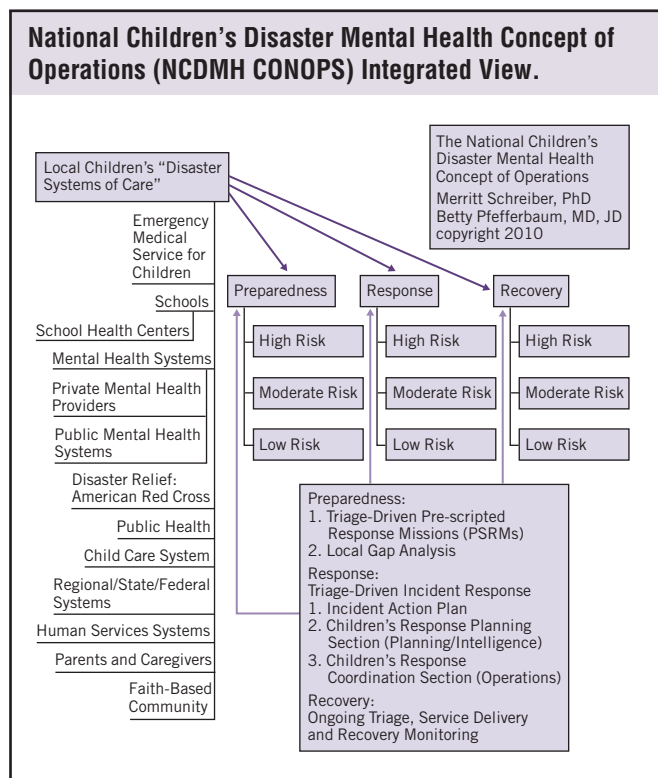 National Children’s Disaster Mental Health Concept of
Operations (NCDMH CONOPS) Integrated View.
Local Children’s “Disaster
Systems of Care”
The National Children’s
Disaster Mental Health
Concept of Operations
Merritt Schreiber, PhD
Betty Pfefferbaum, MD, JD
copyright 2010
Emergency
Medical
Service for
Children
Schools
School Health Centers
Mental Health Systems
Private Mental Health
Providers
Public Mental Health
Systems
Disaster Relief:
American Red Cross
Public Health
Child Care System
Regional/State/Federal
Systems
Human Services Systems
Parents and Caregivers
Faith-Based
Community
Preparedness
High Risk
Moderate Risk
Low Risk
Response
High Risk
Moderate Risk
Low Risk
Recovery
High Risk
Moderate Risk
Low Risk
Preparedness:
1. Triage-Driven Pre-scripted
Response Missions (PSRMs)
2. Local Gap Analysis
Response:
Triage-Driven Incident Response
1. Incident Action Plan
2. Children’s Response Planning
Section (Planning/Intelligence)
3. Children’s Response
Coordination Section (Operations)
Recovery:
Ongoing Triage, Service Delivery
and Recovery Monitoring